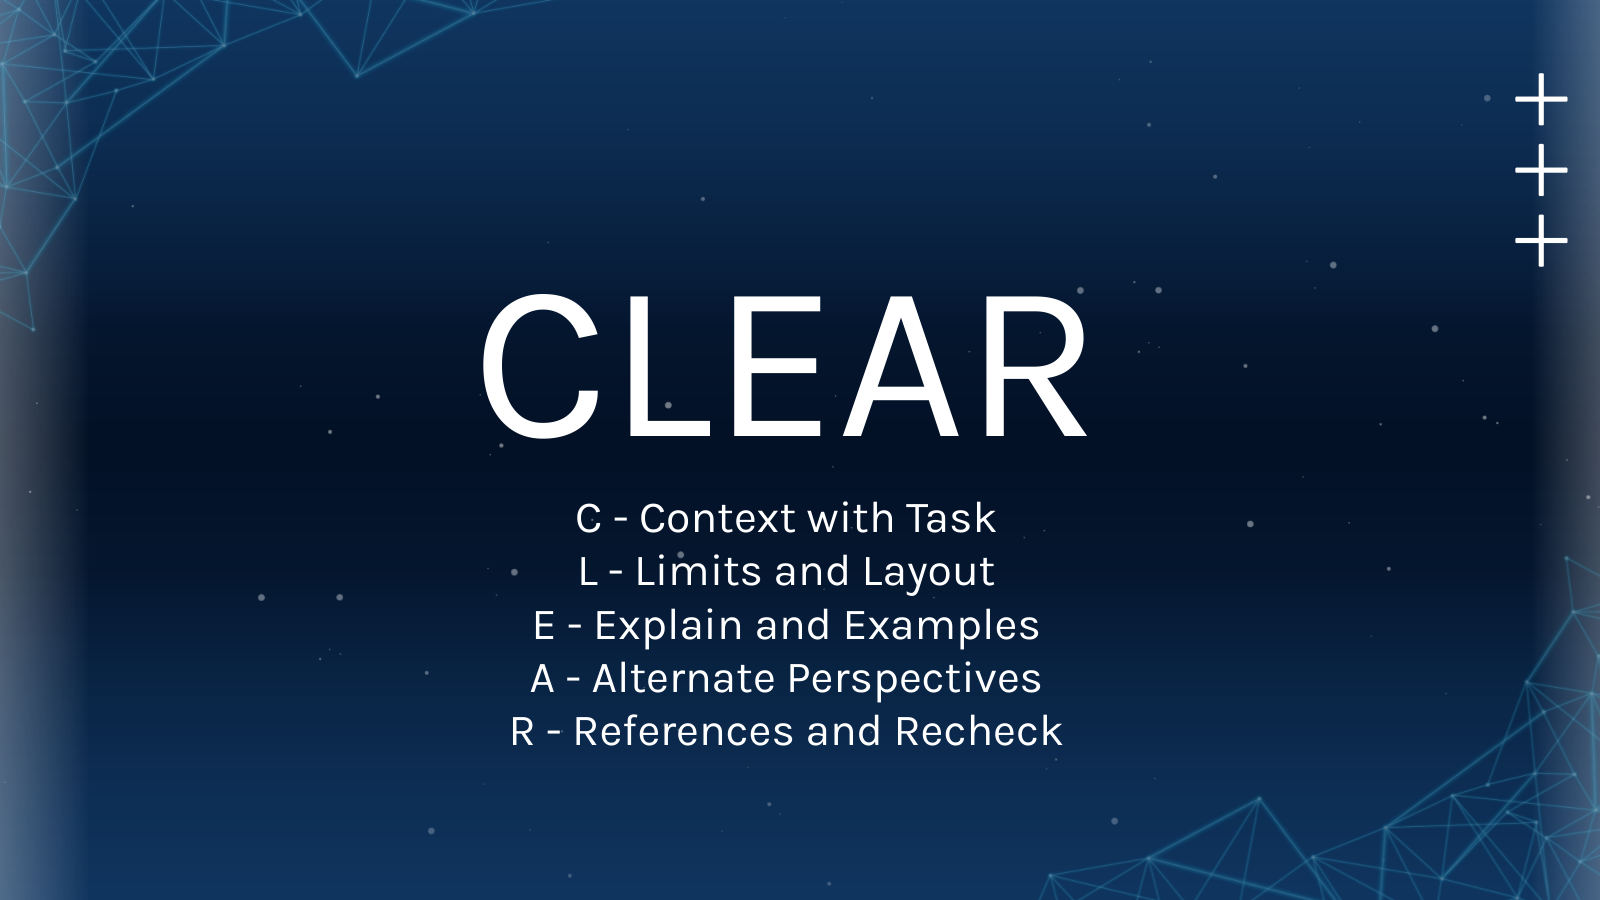 CLEAR
C - Context with Task
L - Limits and Layout
E - Explain and Examples
A - Alternate Perspectives
R - References and Recheck